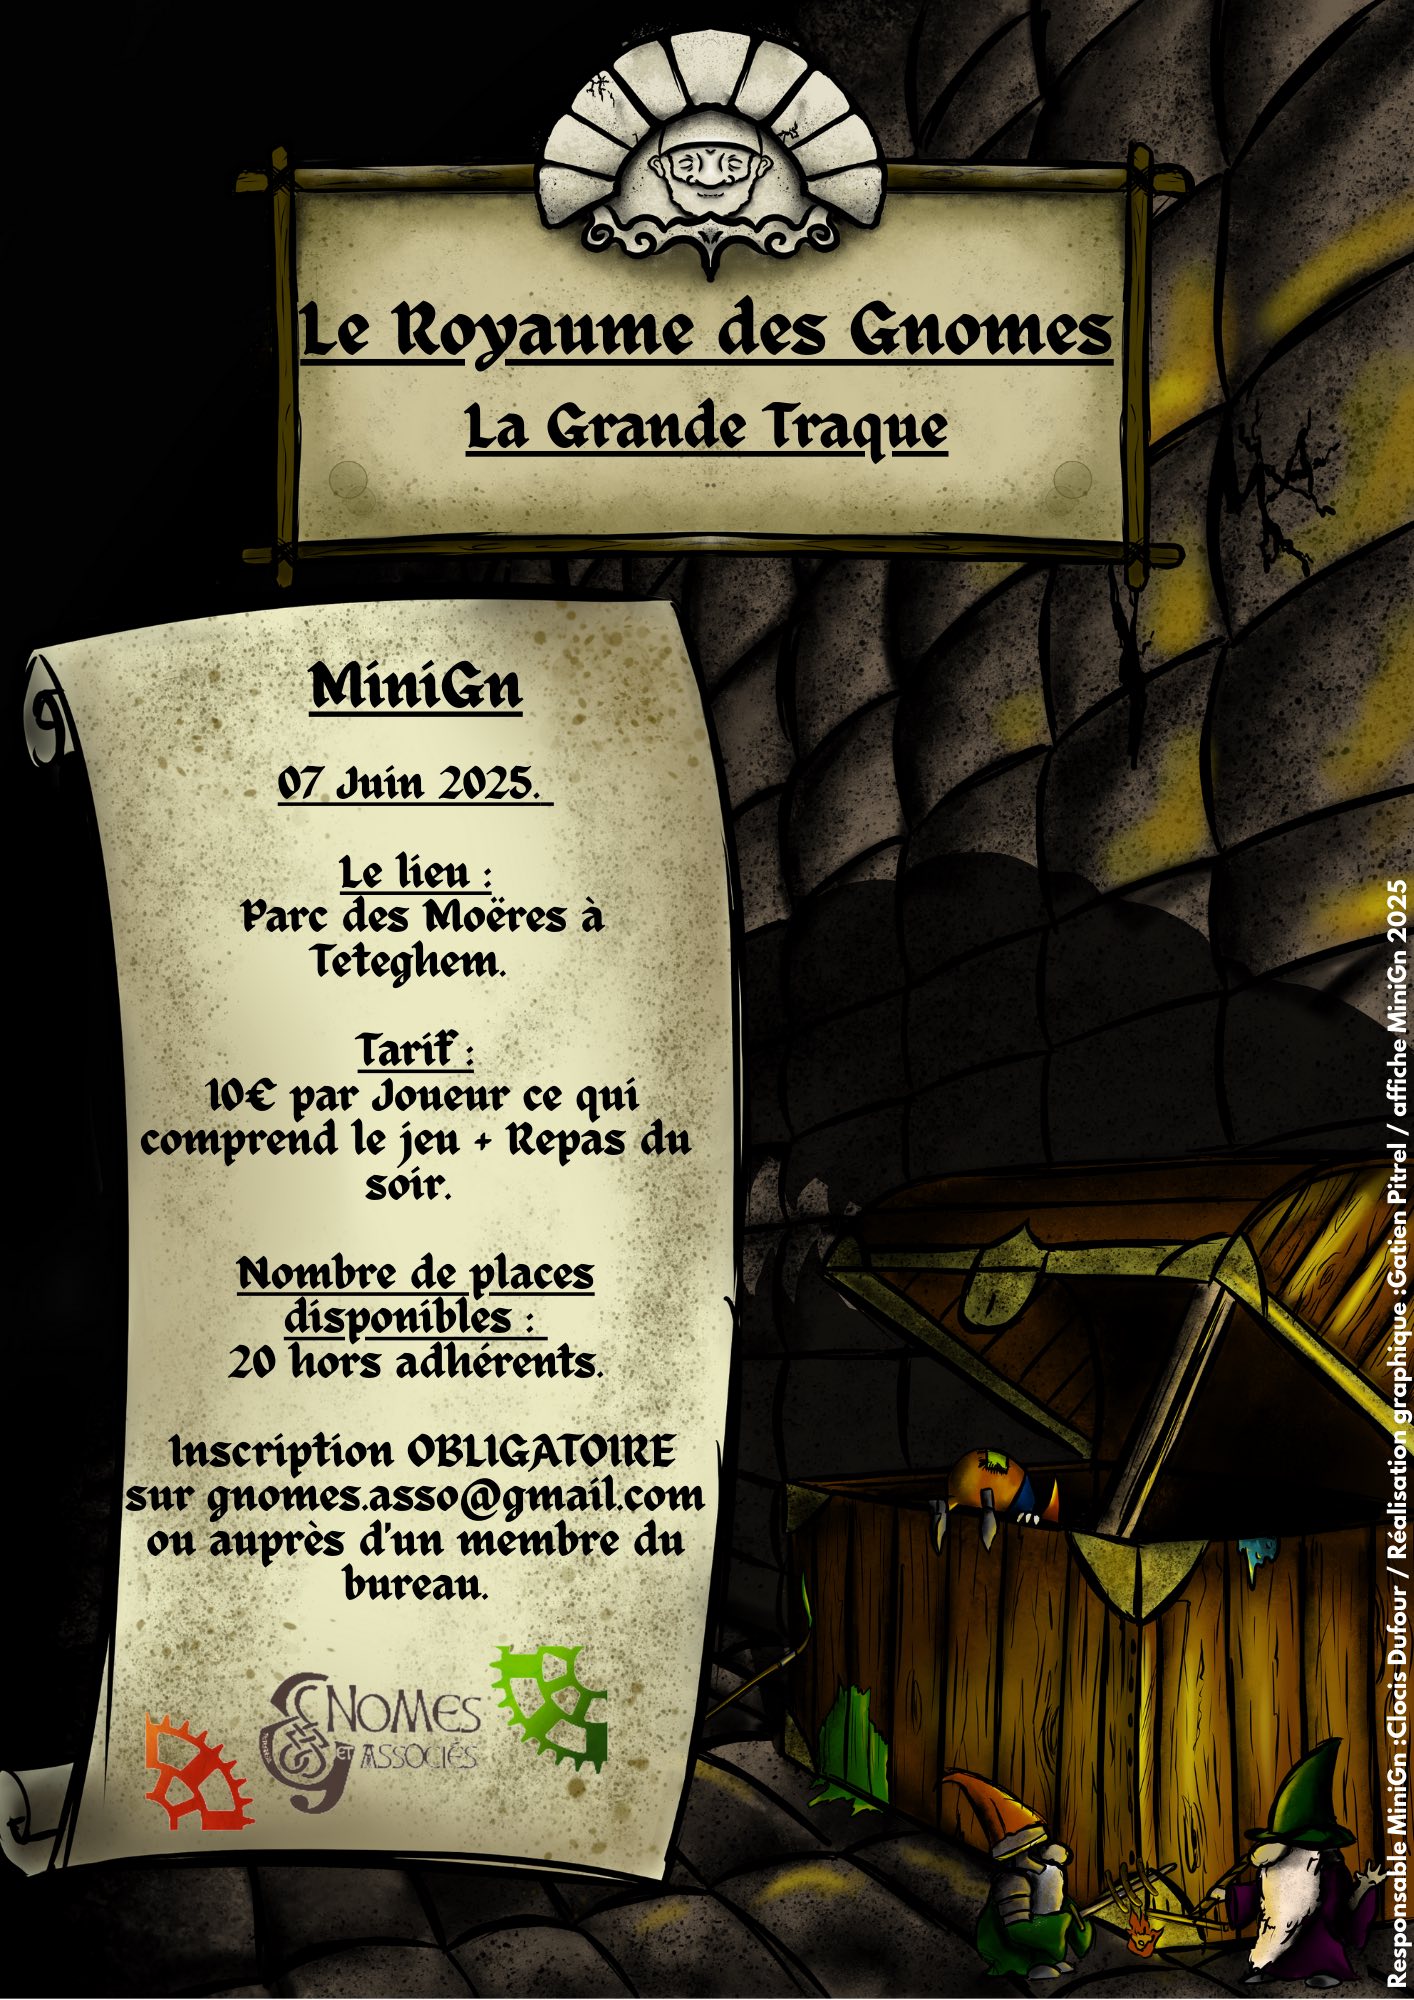 Le Royaume des Gnomes
La Grande Traque
MiniGn
07 Juin 2025.
Le lieu :
Parc des Moëres à
Teteghem.
Tarif :
10€ par Joueur ce qui
comprend le jeu + Repas du
soir.
Nombre de places
disponibles :
20 hors adhérents.
Inscription OBLIGATOIRE
sur gnomes.asso@gmail.com
ou auprès d'un membre du
bureau.
GNOMES
ET ASSOCIÉS
Responsable MiniGn :Clocis Dufour / Réalisation graphique :Gatien Pitrel / affiche MiniGn 2025